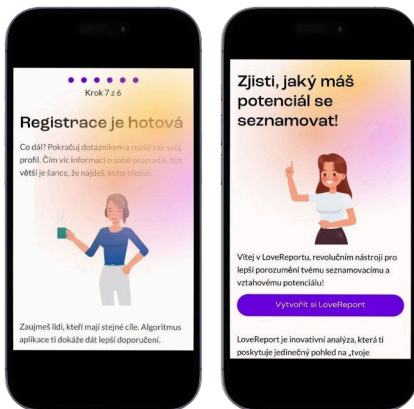 Krok 7 z 6
Registrace je hotová
Co dál? Pokračuj dotazníkem a rozšiř tak svůj
profil. Čím víc informací o sobě prozradíš, tím
větší je šance, že najdeš, koho hledáš.
Zaujmeš lidi, kteří mají stejné cíle. Algoritmus
aplikace ti dokáže dát lepší doporučení.
Zjisti, jaký máš
potenciál se
seznamovat!
Vítej v LoveReportu, revolučním nástroji pro
lepší porozumění tvému seznamovacímu a
vztahovému potenciálu!
Vytvořit si LoveReport
LoveReport je inovativní analýza, která ti
poskytuje jedinečný pohled na „tvoje